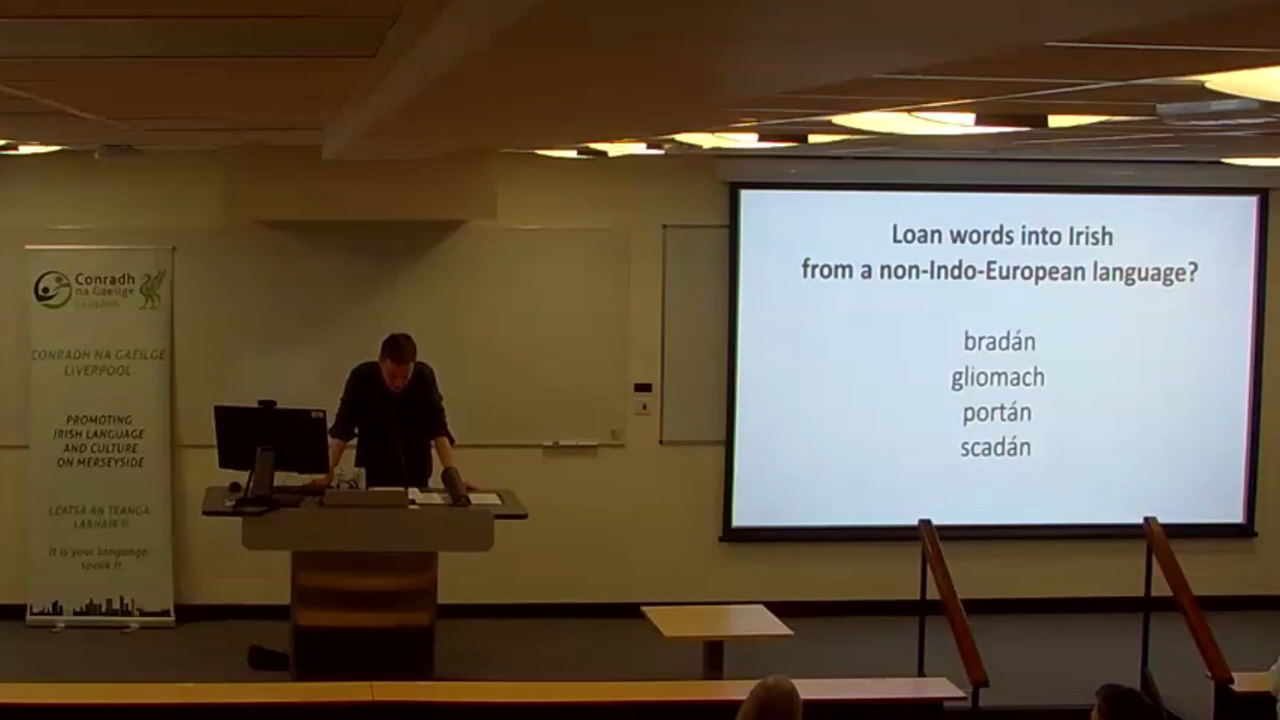 Conradh
na Gaeilge
CONRADH NA GAEILGE
LIVERPOOL
PROMOTING
IRISH LANGUAGE
AND CULTURE
ON MERSEYSIDE
LEATSA AN TEANGA
LABHAIR Í!
It is your language
speak it
Loan words into Irish
from a non-Indo-European language?
bradán
gliomach
portán
scadán